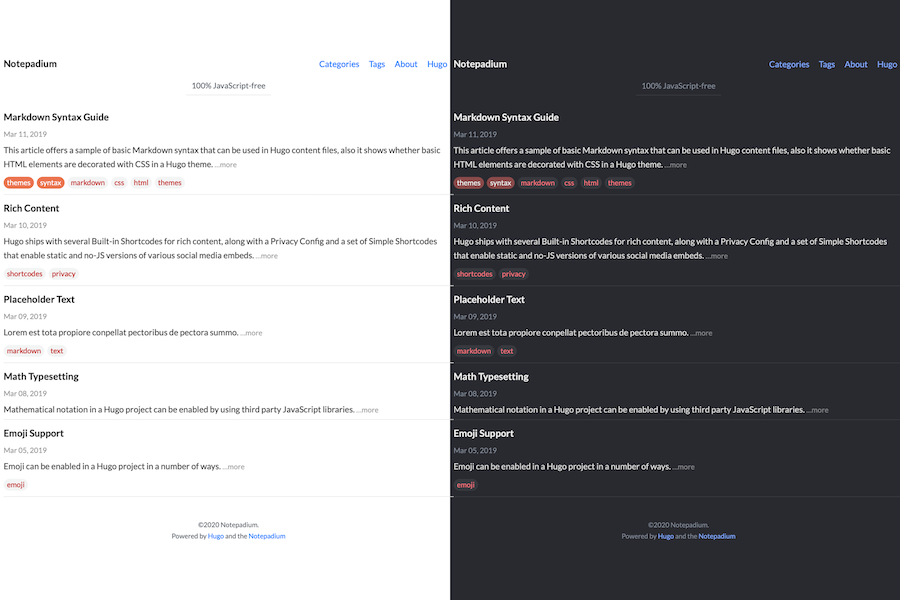 Notepadium
Categories Tags About Hugo
100% JavaScript-free
Markdown Syntax Guide
Mar 11, 2019
This article offers a sample of basic Markdown syntax that can be used in Hugo content files, also it shows whether basic
HTML elements are decorated with CSS in a Hugo theme. ...more
themes syntax markdown css html themes
Rich Content
Mar 10, 2019
Hugo ships with several Built-in Shortcodes for rich content, along with a Privacy Config and a set of Simple Shortcodes
that enable static and no-JS versions of various social media embeds. ...more
shortcodes privacy
Placeholder Text
Mar 09, 2019
Lorem est tota propiore conpellat pectoribus de pectora summo. ...more
markdown text
Math Typesetting
Mar 08, 2019
Mathematical notation in a Hugo project can be enabled by using third party JavaScript libraries. ...more
Emoji Support
Mar 05, 2019
Emoji can be enabled in a Hugo project in a number of ways. ...more
emoji
©2020 Notepadium.
Powered by Hugo and the Notepadium
Notepadium
Categories Tags About Hugo
100% JavaScript-free
Markdown Syntax Guide
Mar 11, 2019
This article offers a sample of basic Markdown syntax that can be used in Hugo content files, also it shows whether basic
HTML elements are decorated with CSS in a Hugo theme. ...more
themes syntax markdown css html themes
Rich Content
Mar 10, 2019
Hugo ships with several Built-in Shortcodes for rich content, along with a Privacy Config and a set of Simple Shortcodes
that enable static and no-JS versions of various social media embeds. ...more
shortcodes privacy
Placeholder Text
Mar 09, 2019
Lorem est tota propiore conpellat pectoribus de pectora summo. ...more
markdown text
Math Typesetting
Mar 08, 2019
Mathematical notation in a Hugo project can be enabled by using third party JavaScript libraries. ...more
Emoji Support
Mar 05, 2019
Emoji can be enabled in a Hugo project in a number of ways. ...more
emoji
©2020 Notepadium.
Powered by Hugo and the Notepadium